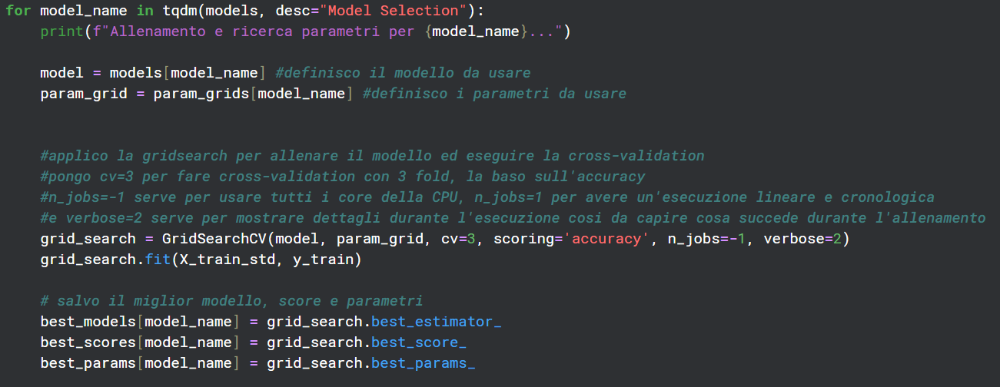 for model_name in tqdm(models, desc="Model Selection"):
    print(f"Allenamento e ricerca parametri per {model_name}...")
    model = models[model_name] #definisco il modello da usare
    param_grid = param_grids[model_name] #definisco i parametri da usare
    #applico la gridsearch per allenare il modello ed eseguire la cross-validation
    #pongo cv=3 per fare cross-validation con 3 fold, la baso sull'accuracy
    #n_jobs=-1 serve per usare tutti i core della CPU, n_jobs=1 per avere un'esecuzione lineare e cronologica
    #e verbose=2 serve per mostrare dettagli durante l'esecuzione cosi da capire cosa succede durante l'allenamento
    grid_search = GridSearchCV(model, param_grid, cv=3, scoring='accuracy', n_jobs=-1, verbose=2)
    grid_search.fit(X_train_std, y_train)
    # salvo il miglior modello, score e parametri
    best_models[model_name] = grid_search.best_estimator_
    best_scores[model_name] = grid_search.best_score_
    best_params[model_name] = grid_search.best_params_